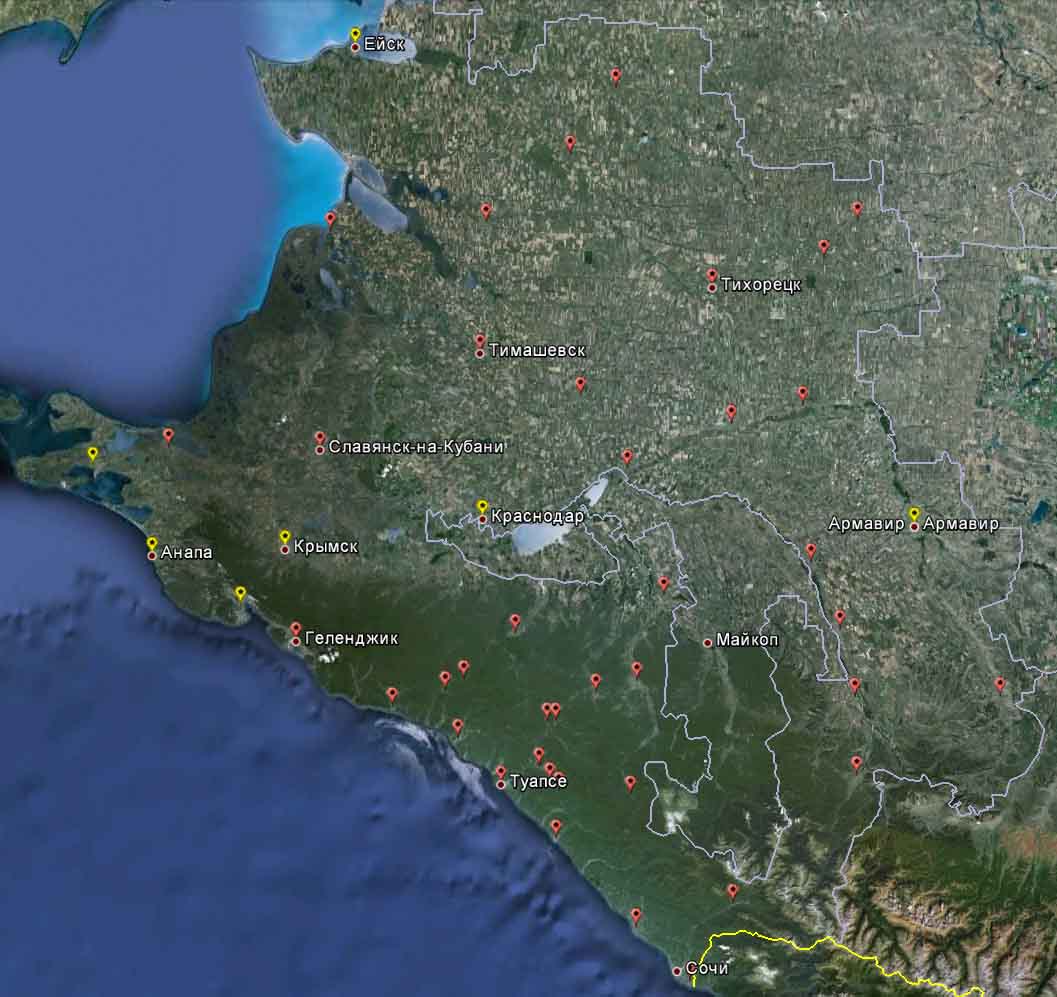 Ейск
Тихорецк
Тимашевск
Славянск-на-Кубани
Краснодар
Армавир
Армавир
Крымск
Анапа
Геленджик
Майкоп
Туапсе
Сочи